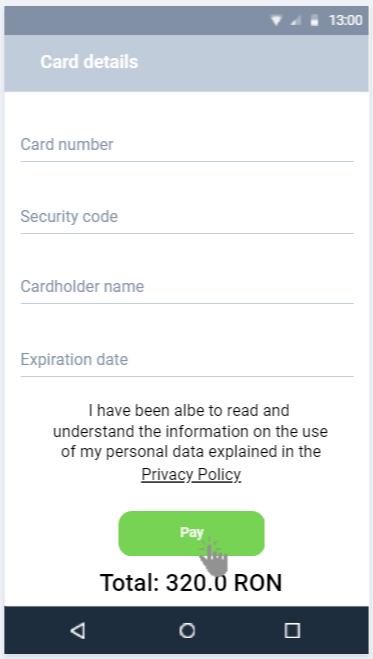 13:00
Card details
Card number
Security code
Cardholder name
Expiration date
I have been albe to read and
understand the information on the use
of my personal data explained in the
Privacy Policy
Pay
Total: 320.0 RON